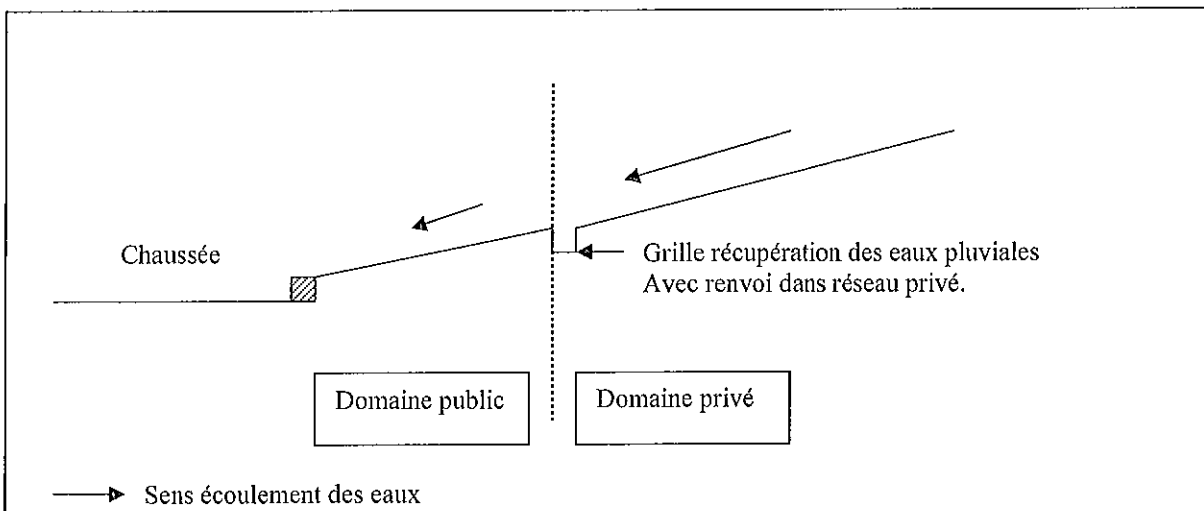 Chaussée
Grille récupération des eaux pluviales
Avec renvoi dans réseau privé.
Domaine public
Domaine privé
Sens écoulement des eaux